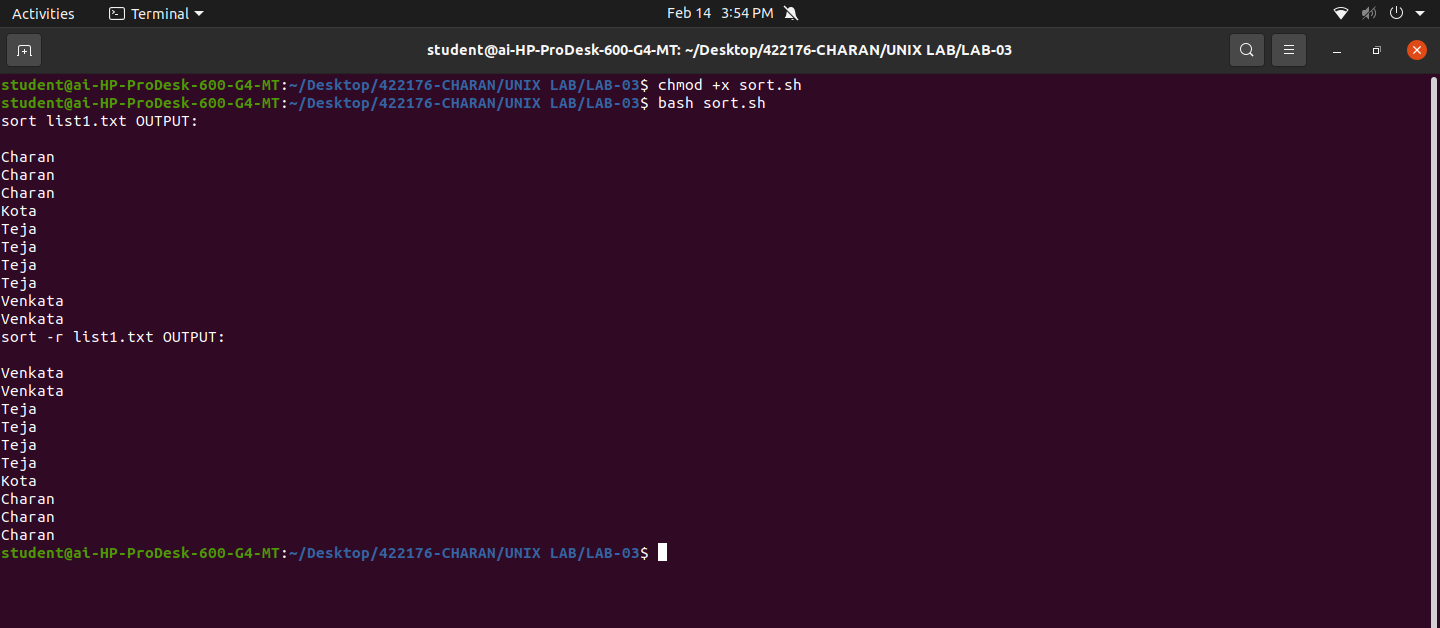 Activities Terminal Feb 14 3:54 PM
student@ai-HP-ProDesk-600-G4-MT: ~/Desktop/422176-CHARAN/UNIX LAB/LAB-03
student@ai-HP-ProDesk-600-G4-MT:~/Desktop/422176-CHARAN/UNIX LAB/LAB-03$ chmod +x sort.sh
student@ai-HP-ProDesk-600-G4-MT:~/Desktop/422176-CHARAN/UNIX LAB/LAB-03$ bash sort.sh
sort list1.txt OUTPUT:
Charan
Charan
Charan
Kota
Teja
Teja
Teja
Teja
Venkata
Venkata
sort -r list1.txt OUTPUT:
Venkata
Venkata
Teja
Teja
Teja
Teja
Kota
Charan
Charan
Charan
student@ai-HP-ProDesk-600-G4-MT:~/Desktop/422176-CHARAN/UNIX LAB/LAB-03$